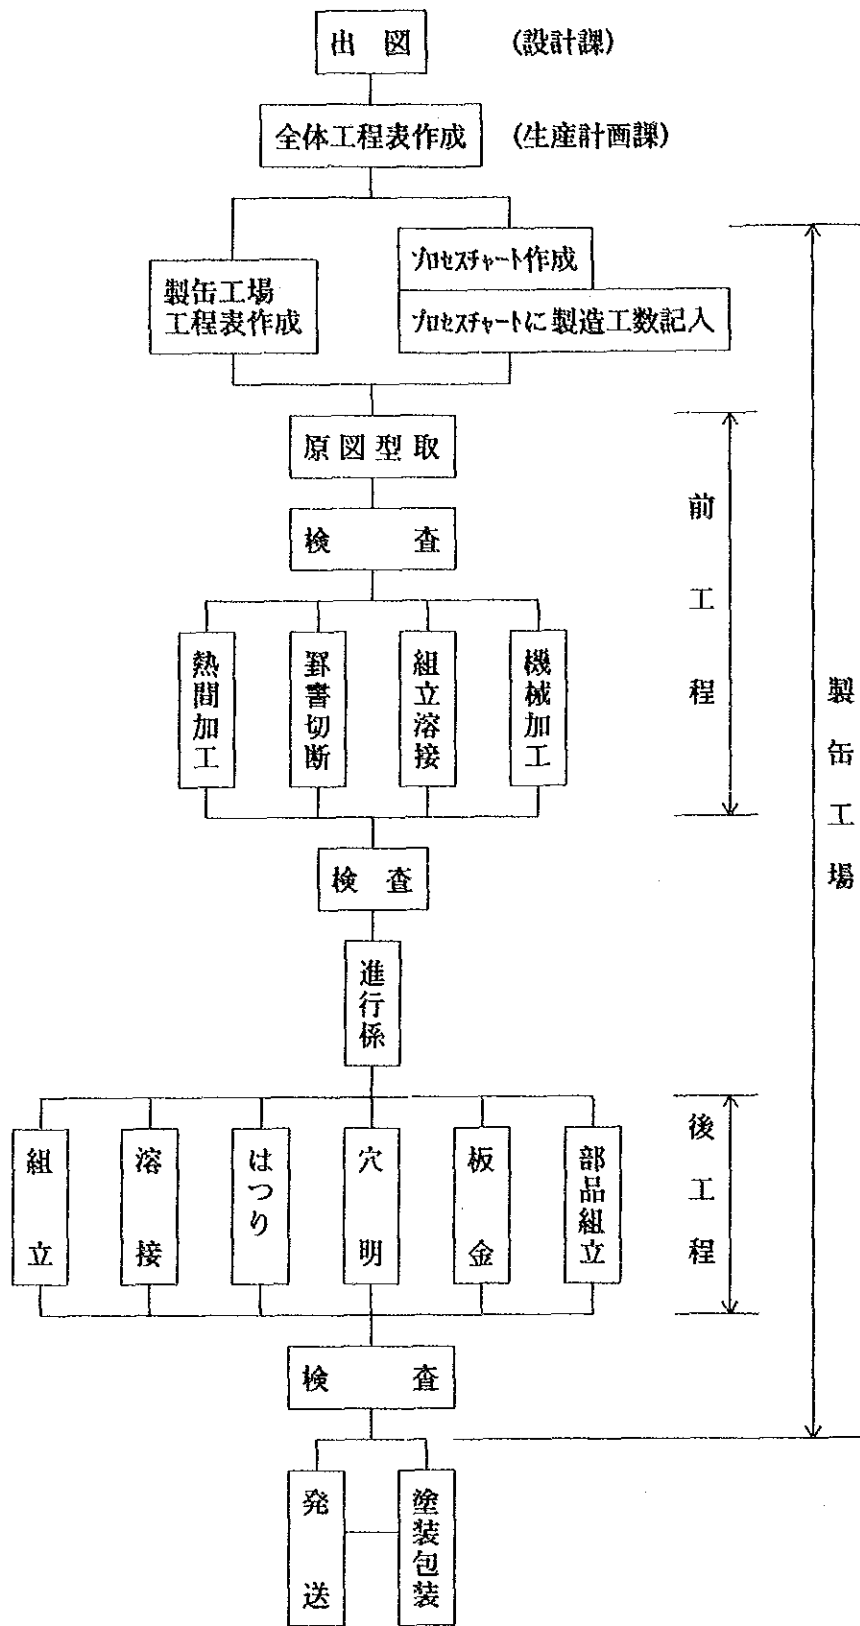 出図 (設計課)
全体工程表作成 (生産計画課)
製缶工場
工程表作成
プロセスチャート作成
プロセスチャートに製造工数記入
原図型取
検査
熱間加工
罫書切断
組立溶接
機械加工
前工程
製缶工場
検査
進行係
組立
溶接
はつり
穴明
板金
部品組立
後工程
検査
発送
塗装包装